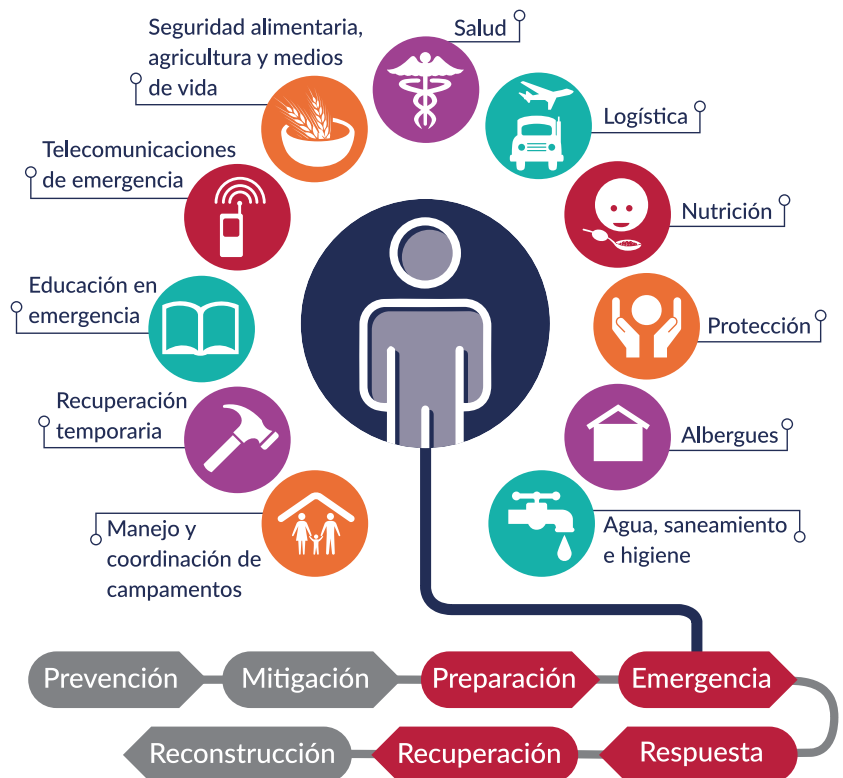 Seguridad alimentaria,
agricultura y medios
de vida
Salud
Logística
Telecomunicaciones
de emergencia
Nutrición
Educación en
emergencia
Protección
Recuperación
temporaria
Albergues
Manejo y
coordinación de
campamentos
Agua, saneamiento
e higiene
Prevención
Mitigación
Preparación
Emergencia
Respuesta
Recuperación
Reconstrucción